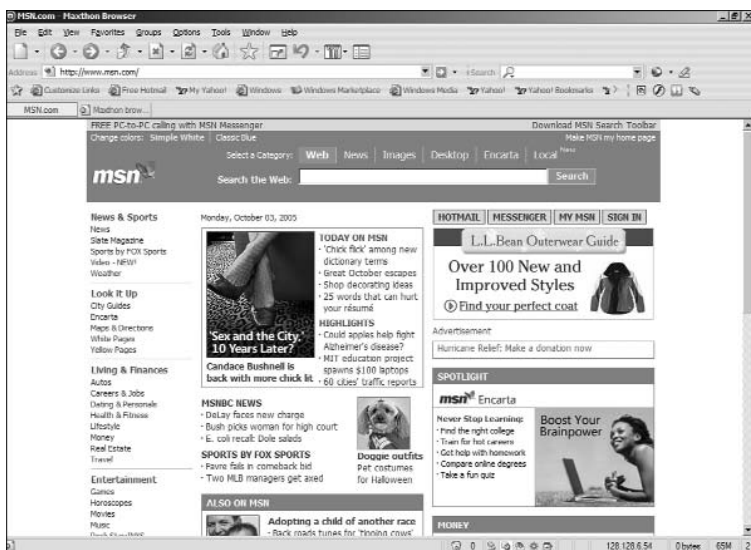 MSN.com - Maxthon Browser
File Edit View Favorites Groups Options Tools Window Help
Address http://www.msn.com/ Search
Customize Links Free Hotmail My Yahoo! Windows Windows Marketplace Windows Media Yahoo! Yahoo! Bookmarks
MSN.com Maxthon brow...
FREE PC-to-PC calling with MSN Messenger Download MSN Search Toolbar
Change colors: Simple White | Classic Blue Make MSN my home page
Select a Category: Web News Images Desktop Encarta Local New
msn
Search the Web: Search
News & Sports
News
Slate Magazine
Sports by FOX Sports
Video - NEW!
Weather
Look it Up
City Guides
Encarta
Maps & Directions
White Pages
Yellow Pages
Living & Finances
Autos
Careers & Jobs
Dating & Personals
Health & Fitness
Lifestyle
Money
Real Estate
Travel
Entertainment
Games
Horoscopes
Movies
Music
Monday, October 03, 2005
'Sex and the City,'
10 Years Later?
Candace Bushnell is
back with more chick lit
TODAY ON MSN
· 'Chick flick' among new
dictionary terms
· Great October escapes
· Shop decorating ideas
· 25 words that can hurt
your résumé
HIGHLIGHTS
· Could apples help fight
Alzheimer's disease?
· MIT education project
spawns $100 laptops
· 60 cities' traffic reports
MSNBC NEWS
· DeLay faces new charge
· Bush picks woman for high court
· E. coli recall: Dole salads
SPORTS BY FOX SPORTS
· Favre fails in comeback bid
· Two MLB managers get axed
Doggie outfits
Pet costumes
for Halloween
ALSO ON MSN
Adopting a child of another race
· Back roads tunes for 'tipping cows'
HOTMAIL MESSENGER MY MSN SIGN IN
L.L.Bean Outerwear Guide
Over 100 New and
Improved Styles
Find your perfect coat
Advertisement
Hurricane Relief: Make a donation now
SPOTLIGHT
msn Encarta
Never Stop Learning:
· Find the right college
· Train for hot careers
· Get help with homework
· Compare online degrees
· Take a fun quiz
Boost Your
Brainpower
MONEY
0 128.128.6.54 0 bytes 65M 2